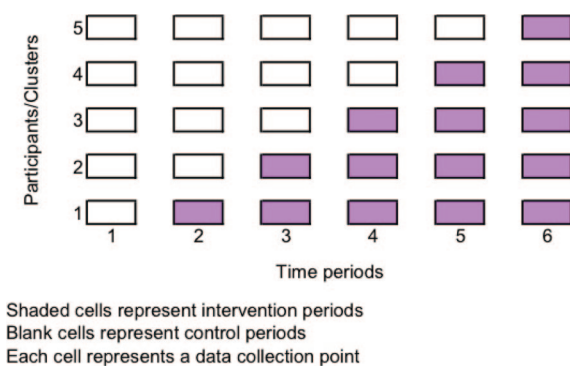 Participants/Clusters
5
4
3
2
1
1 2 3 4 5 6
Time periods
Shaded cells represent intervention periods
Blank cells represent control periods
Each cell represents a data collection point